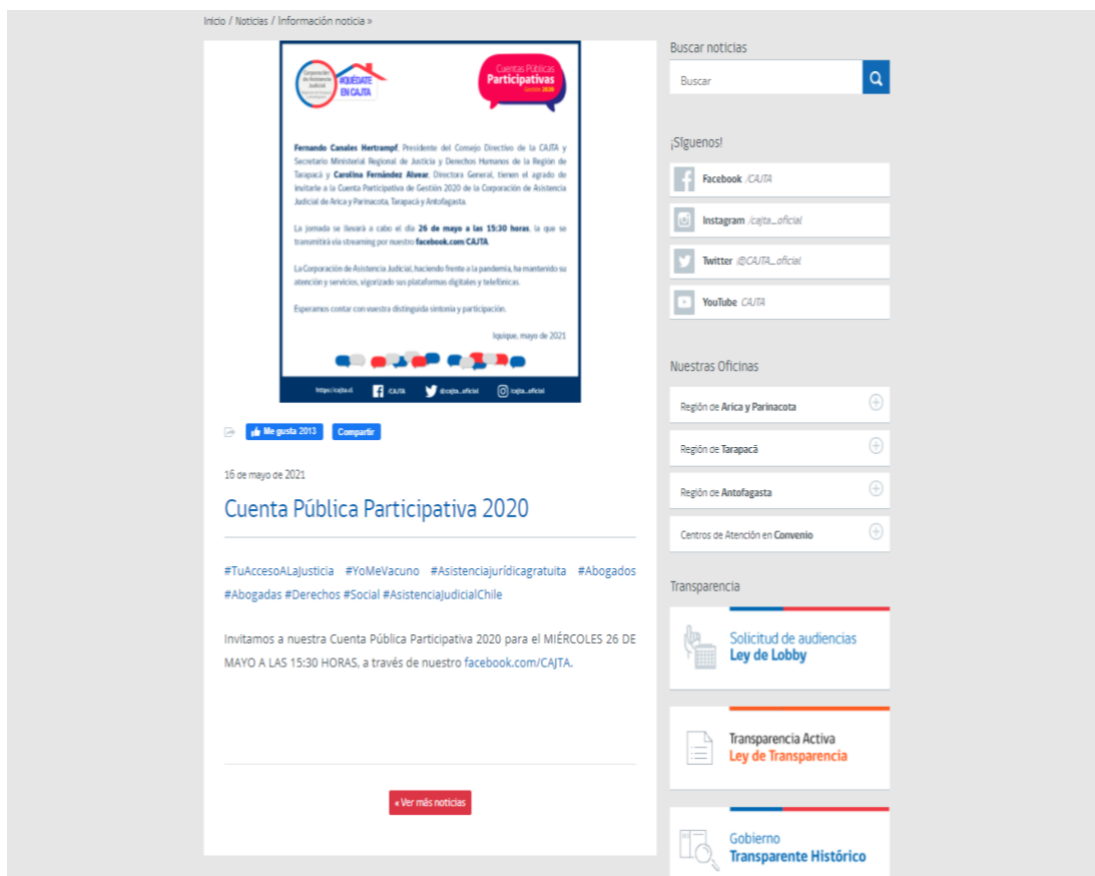 Inicio / Noticias / Información noticia »
Corporación
de Asistencia
Judicial
#QUÉDATE
EN CAJTA
Cuentas Públicas
Participativas
Gestión 2020
Fernando Canales Hertrampf, Presidente del Consejo Directivo de la CAJTA y
Secretario Ministerial Regional de Justicia y Derechos Humanos de la Región de
Tarapacá y Carolina Fernández Alvear, Directora General, tienen el agrado de
invitarle a la Cuenta Participativa de Gestión 2020 de la Corporación de Asistencia
Judicial de Arica y Parinacota, Tarapacá y Antofagasta.
La jornada se llevará a cabo el día 26 de mayo a las 15:30 horas, la que se
transmitirá vía streaming por nuestro facebook.com CAJTA.
La Corporación de Asistencia Judicial, haciendo frente a la pandemia, ha mantenido su
atención y servicios, vigorizado sus plataformas digitales y telefónicas.
Esperamos contar con vuestra distinguida sintonía y participación.
Iquique, mayo de 2021
https://cajta.cl
/CAJTA
@cajta_oficial
cajta_oficial
Me gusta 2013
Compartir
16 de mayo de 2021
Cuenta Pública Participativa 2020
#TuAccesoALaJusticia #YoMeVacuno #Asistenciajurídicagratuita #Abogados
#Abogadas #Derechos #Social #AsistenciaJudicialChile
Invitamos a nuestra Cuenta Pública Participativa 2020 para el MIÉRCOLES 26 DE
MAYO A LAS 15:30 HORAS, a través de nuestro facebook.com/CAJTA.
« Ver más noticias
Buscar noticias
Buscar
¡Síguenos!
Facebook /CAJTA
Instagram /cajta_oficial
Twitter /@CAJTA_oficial
YouTube CAJTA
Nuestras Oficinas
Región de Arica y Parinacota
Región de Tarapacá
Región de Antofagasta
Centros de Atención en Convenio
Transparencia
Solicitud de audiencias
Ley de Lobby
Transparencia Activa
Ley de Transparencia
Gobierno
Transparente Histórico